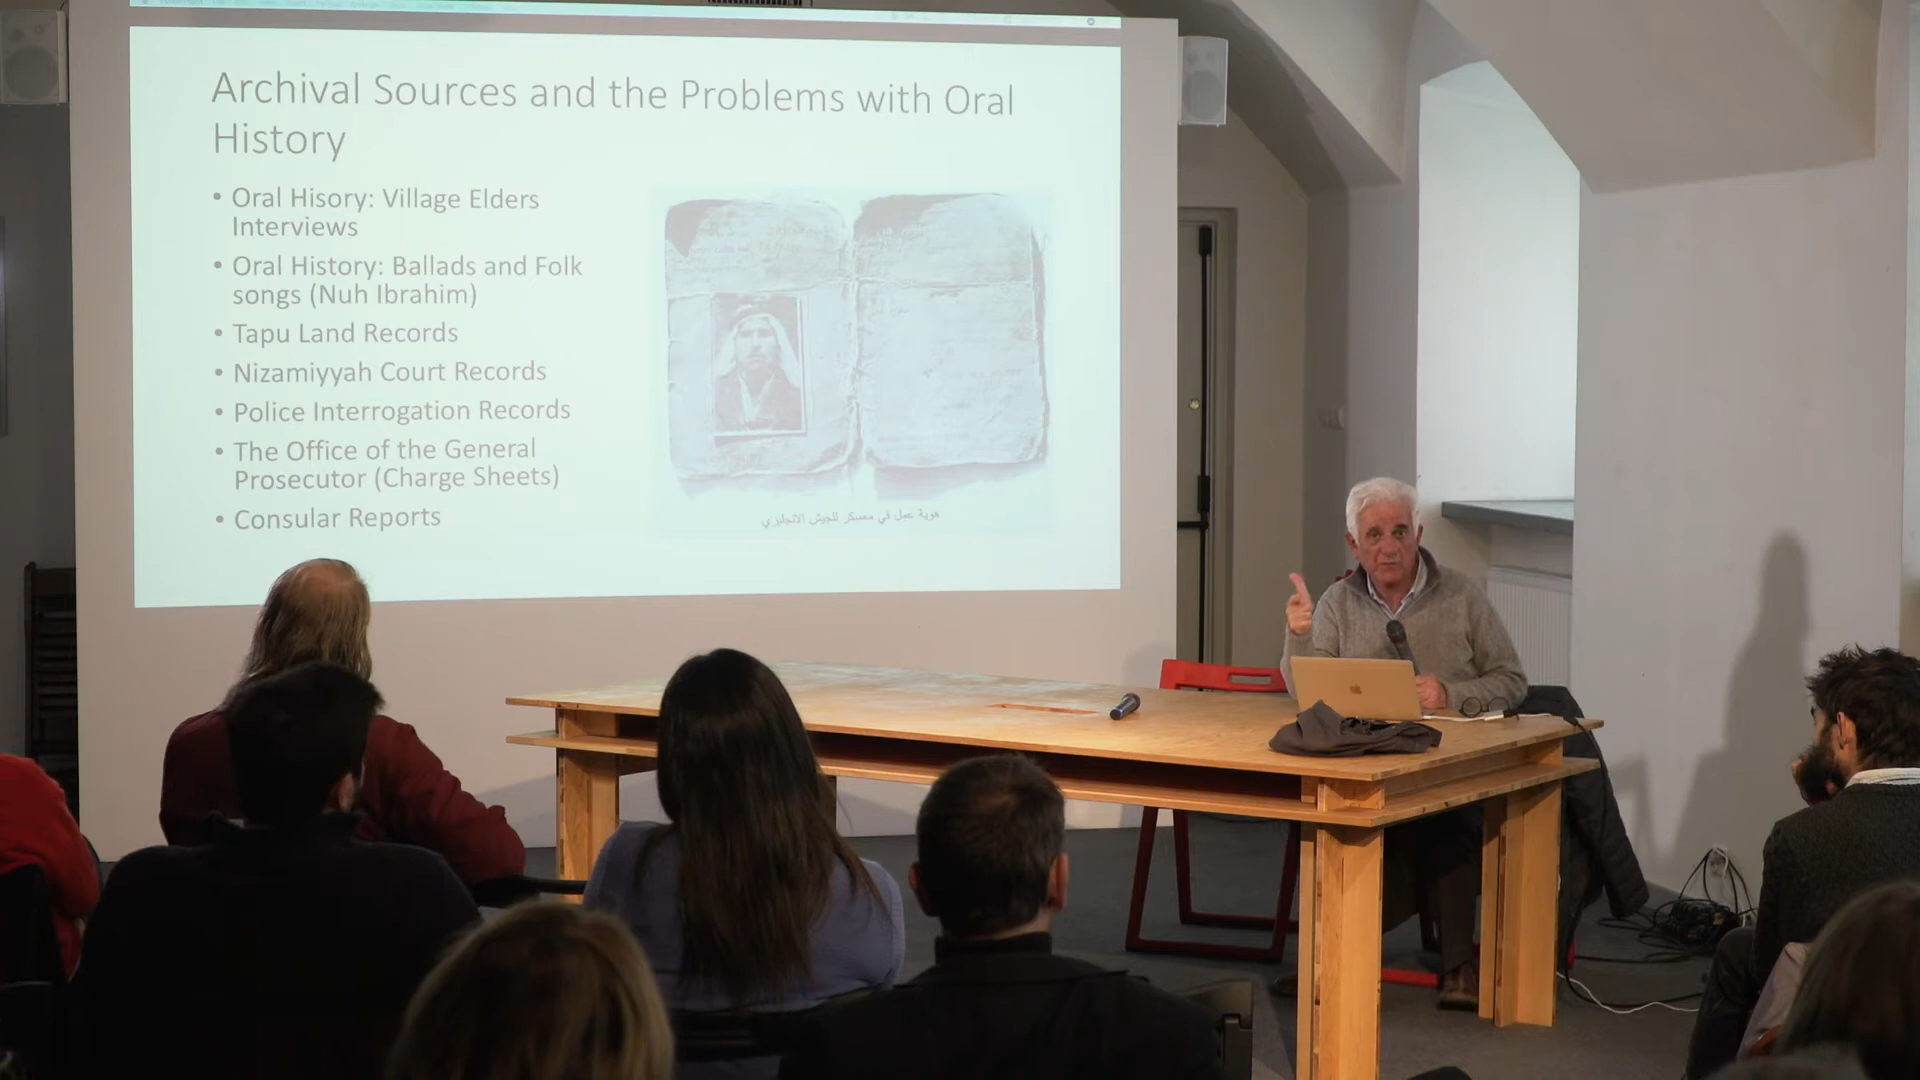 Archival Sources and the Problems with Oral
History
• Oral Hisory: Village Elders
Interviews
• Oral History: Ballads and Folk
songs (Nuh Ibrahim)
• Tapu Land Records
• Nizamiyyah Court Records
• Police Interrogation Records
• The Office of the General
Prosecutor (Charge Sheets)
• Consular Reports
هوية عمل في معسكر للجيش الانجليزي